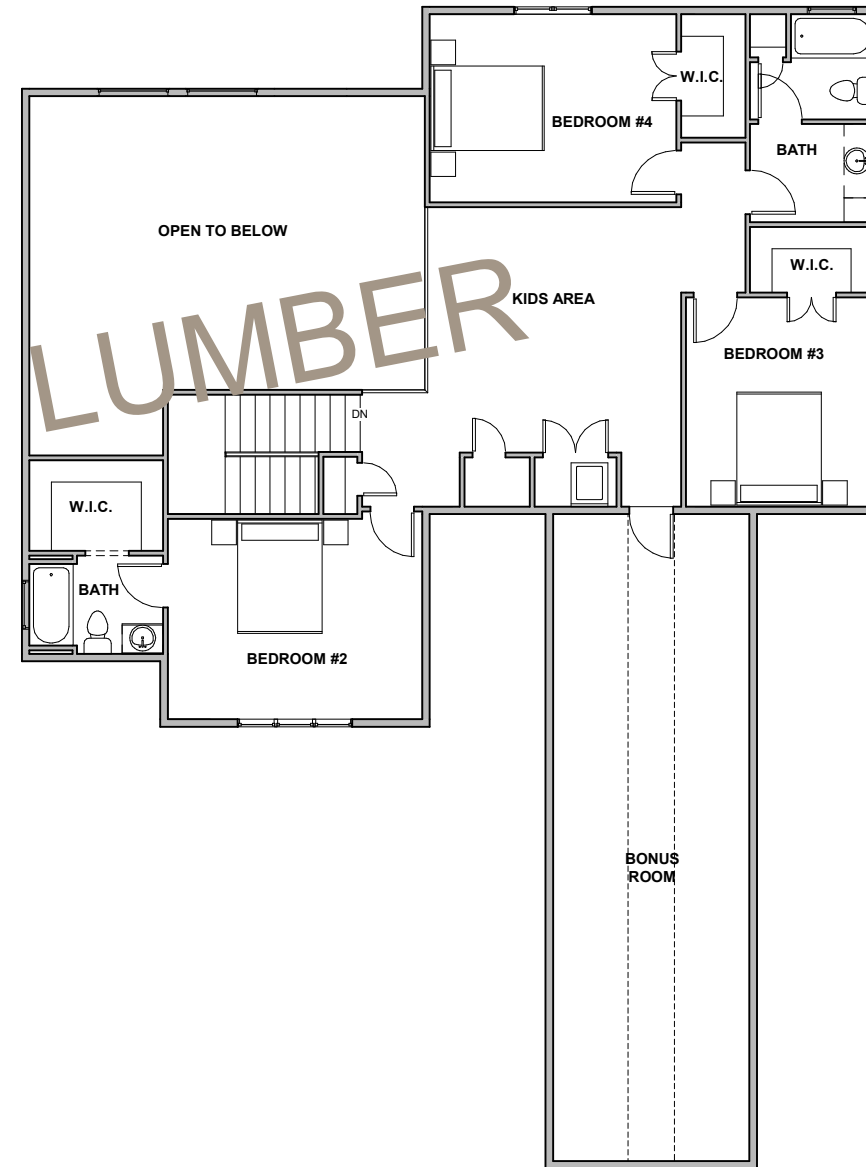 W.I.C.
BEDROOM #4
BATH
OPEN TO BELOW
W.I.C.
KIDS AREA
LUMBER
BEDROOM #3
DN
W.I.C.
BATH
BEDROOM #2
BONUS
ROOM